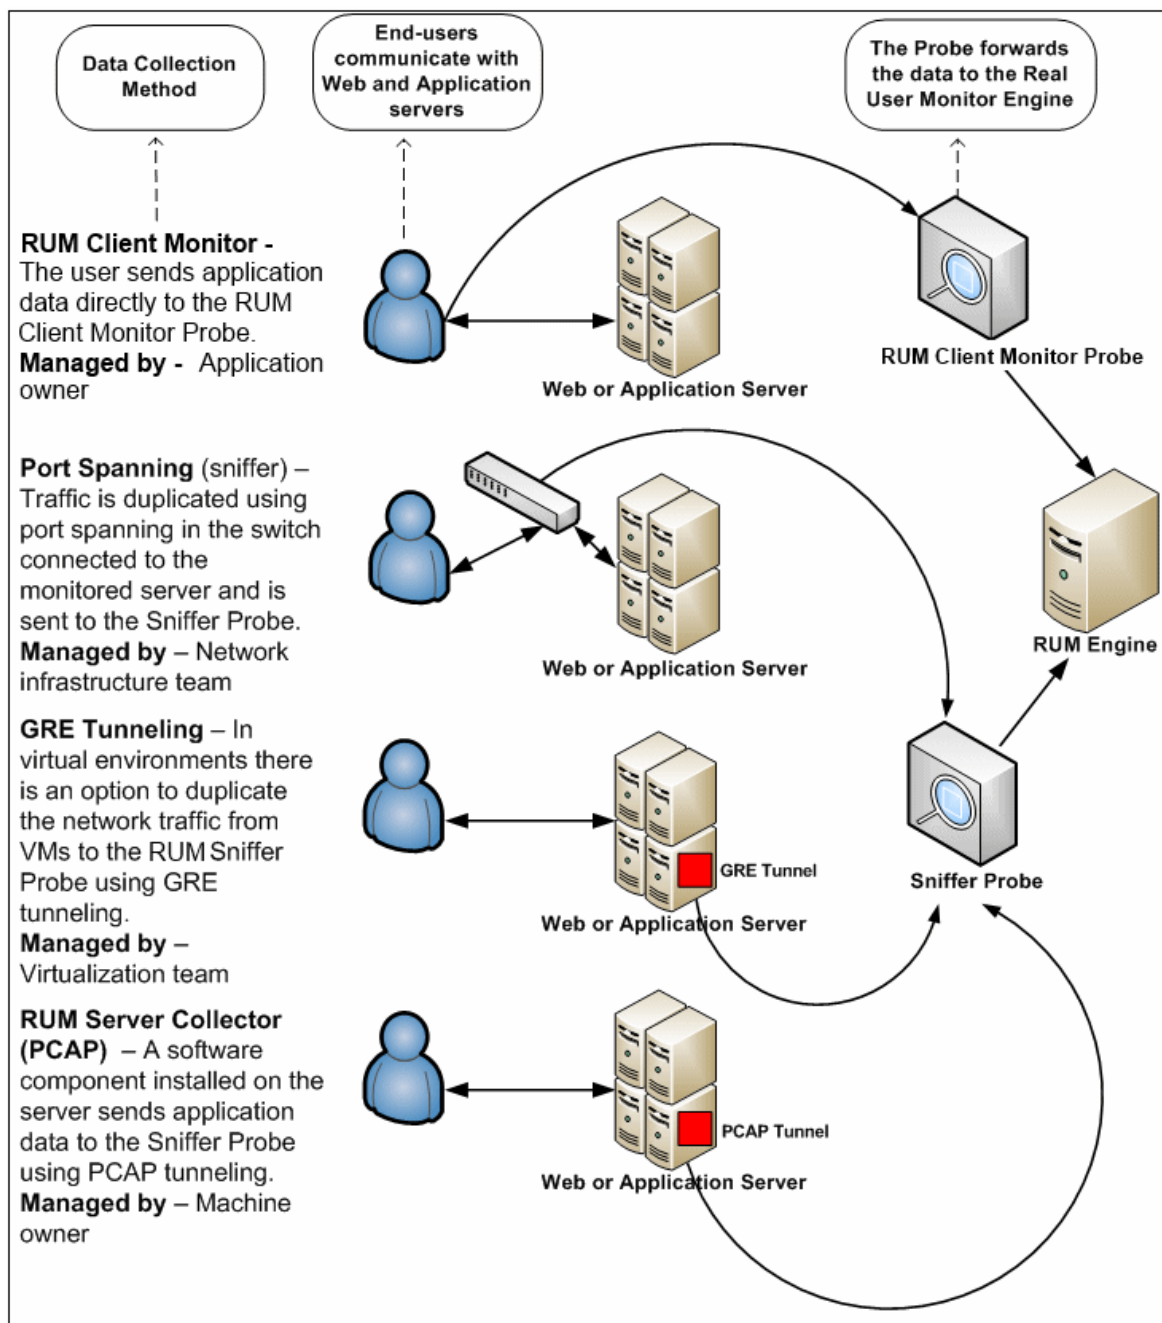 Data Collection
Method
End-users
communicate with
Web and Application
servers
The Probe forwards
the data to the Real
User Monitor Engine
RUM Client Monitor -
The user sends application
data directly to the RUM
Client Monitor Probe.
Managed by - Application
owner
Web or Application Server
RUM Client Monitor Probe
Port Spanning (sniffer) –
Traffic is duplicated using
port spanning in the switch
connected to the
monitored server and is
sent to the Sniffer Probe.
Managed by – Network
infrastructure team
Web or Application Server
RUM Engine
GRE Tunneling – In
virtual environments there
is an option to duplicate
the network traffic from
VMs to the RUM Sniffer
Probe using GRE
tunneling.
Managed by –
Virtualization team
GRE Tunnel
Web or Application Server
Sniffer Probe
RUM Server Collector
(PCAP) – A software
component installed on the
server sends application
data to the Sniffer Probe
using PCAP tunneling.
Managed by – Machine
owner
PCAP Tunnel
Web or Application Server